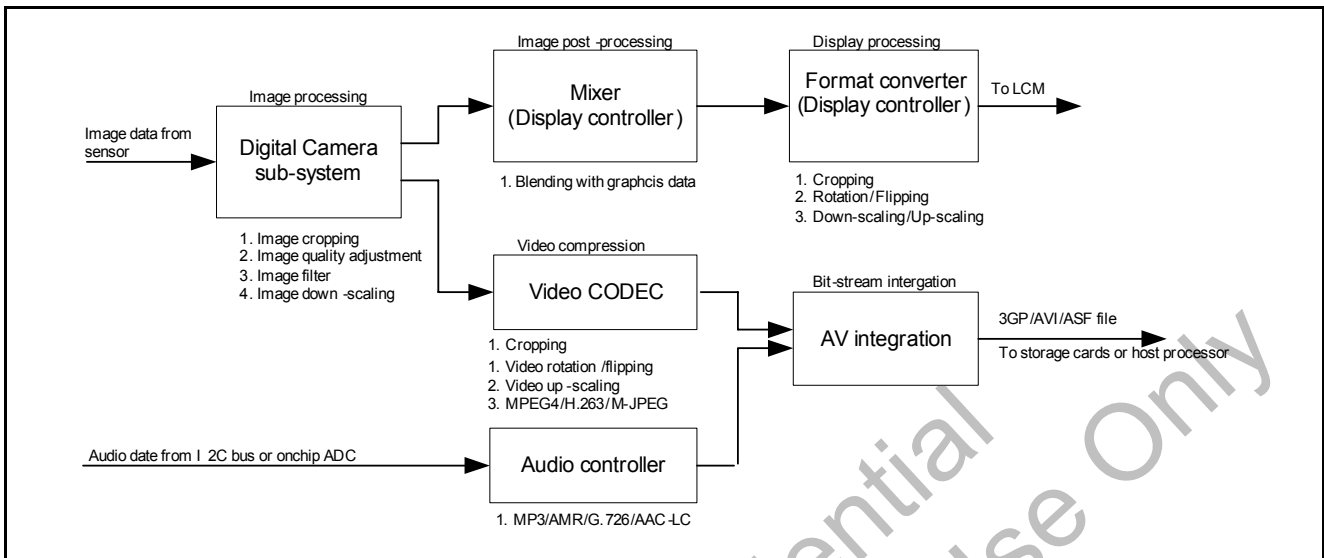 Image post -processing
Display processing
Mixer
(Display controller )
Format converter
(Display controller )
To LCM
Image processing
Image data from
sensor
Digital Camera
sub-system
1. Blending with graphcis data
1. Cropping
2. Rotation/Flipping
3. Down-scaling/Up-scaling
1. Image cropping
2. Image quality adjustment
3. Image filter
4. Image down -scaling
Video compression
Video CODEC
Bit-stream intergation
AV integration
3GP/AVI/ASF file
To storage cards or host processor
1. Cropping
1. Video rotation /flipping
2. Video up -scaling
3. MPEG4/H.263/M-JPEG
Audio date from I 2C bus or onchip ADC
Audio controller
1. MP3/AMR/G.726/AAC-LC
Use Only